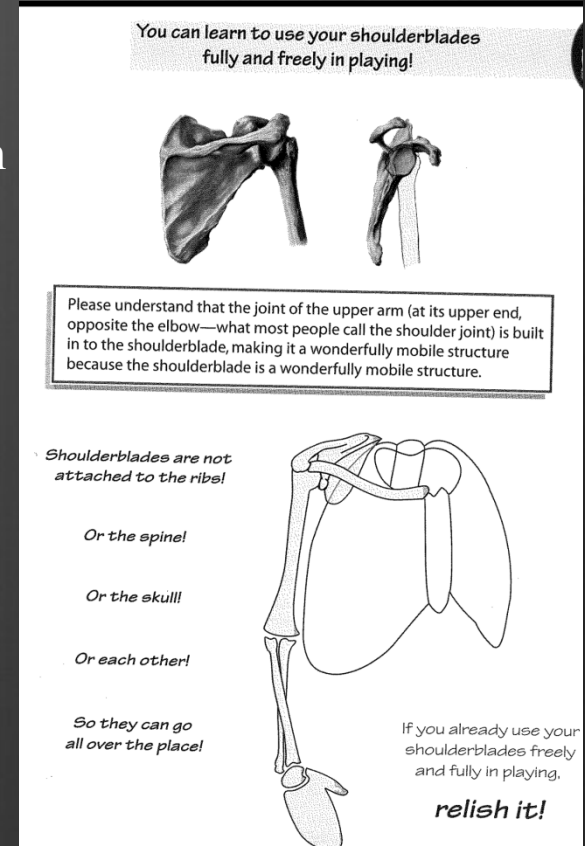 You can learn to use your shoulderblades
fully and freely in playing!
Please understand that the joint of the upper arm (at its upper end,
opposite the elbow—what most people call the shoulder joint) is built
in to the shoulderblade, making it a wonderfully mobile structure
because the shoulderblade is a wonderfully mobile structure.
Shoulderblades are not
attached to the ribs!
Or the spine!
Or the skull!
Or each other!
So they can go
all over the place!
If you already use your
shoulderblades freely
and fully in playing,
relish it!